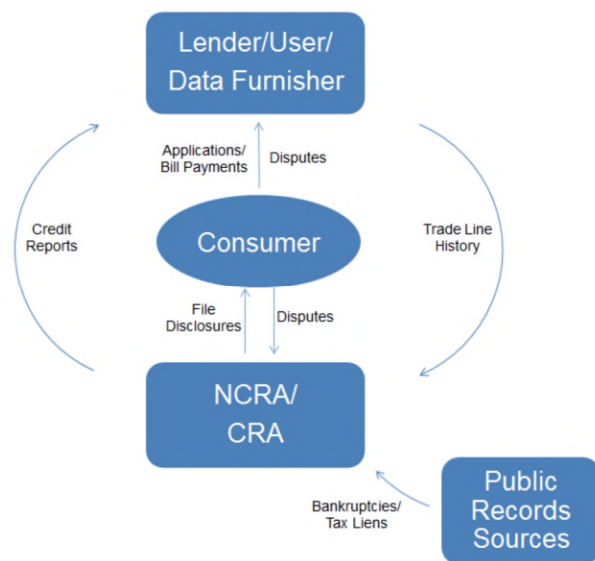 Lender/User/
Data Furnisher
Applications/
Bill Payments
Disputes
Credit
Reports
Consumer
Trade Line
History
File
Disclosures
Disputes
NCRA/
CRA
Bankruptcies/
Tax Liens
Public
Records
Sources